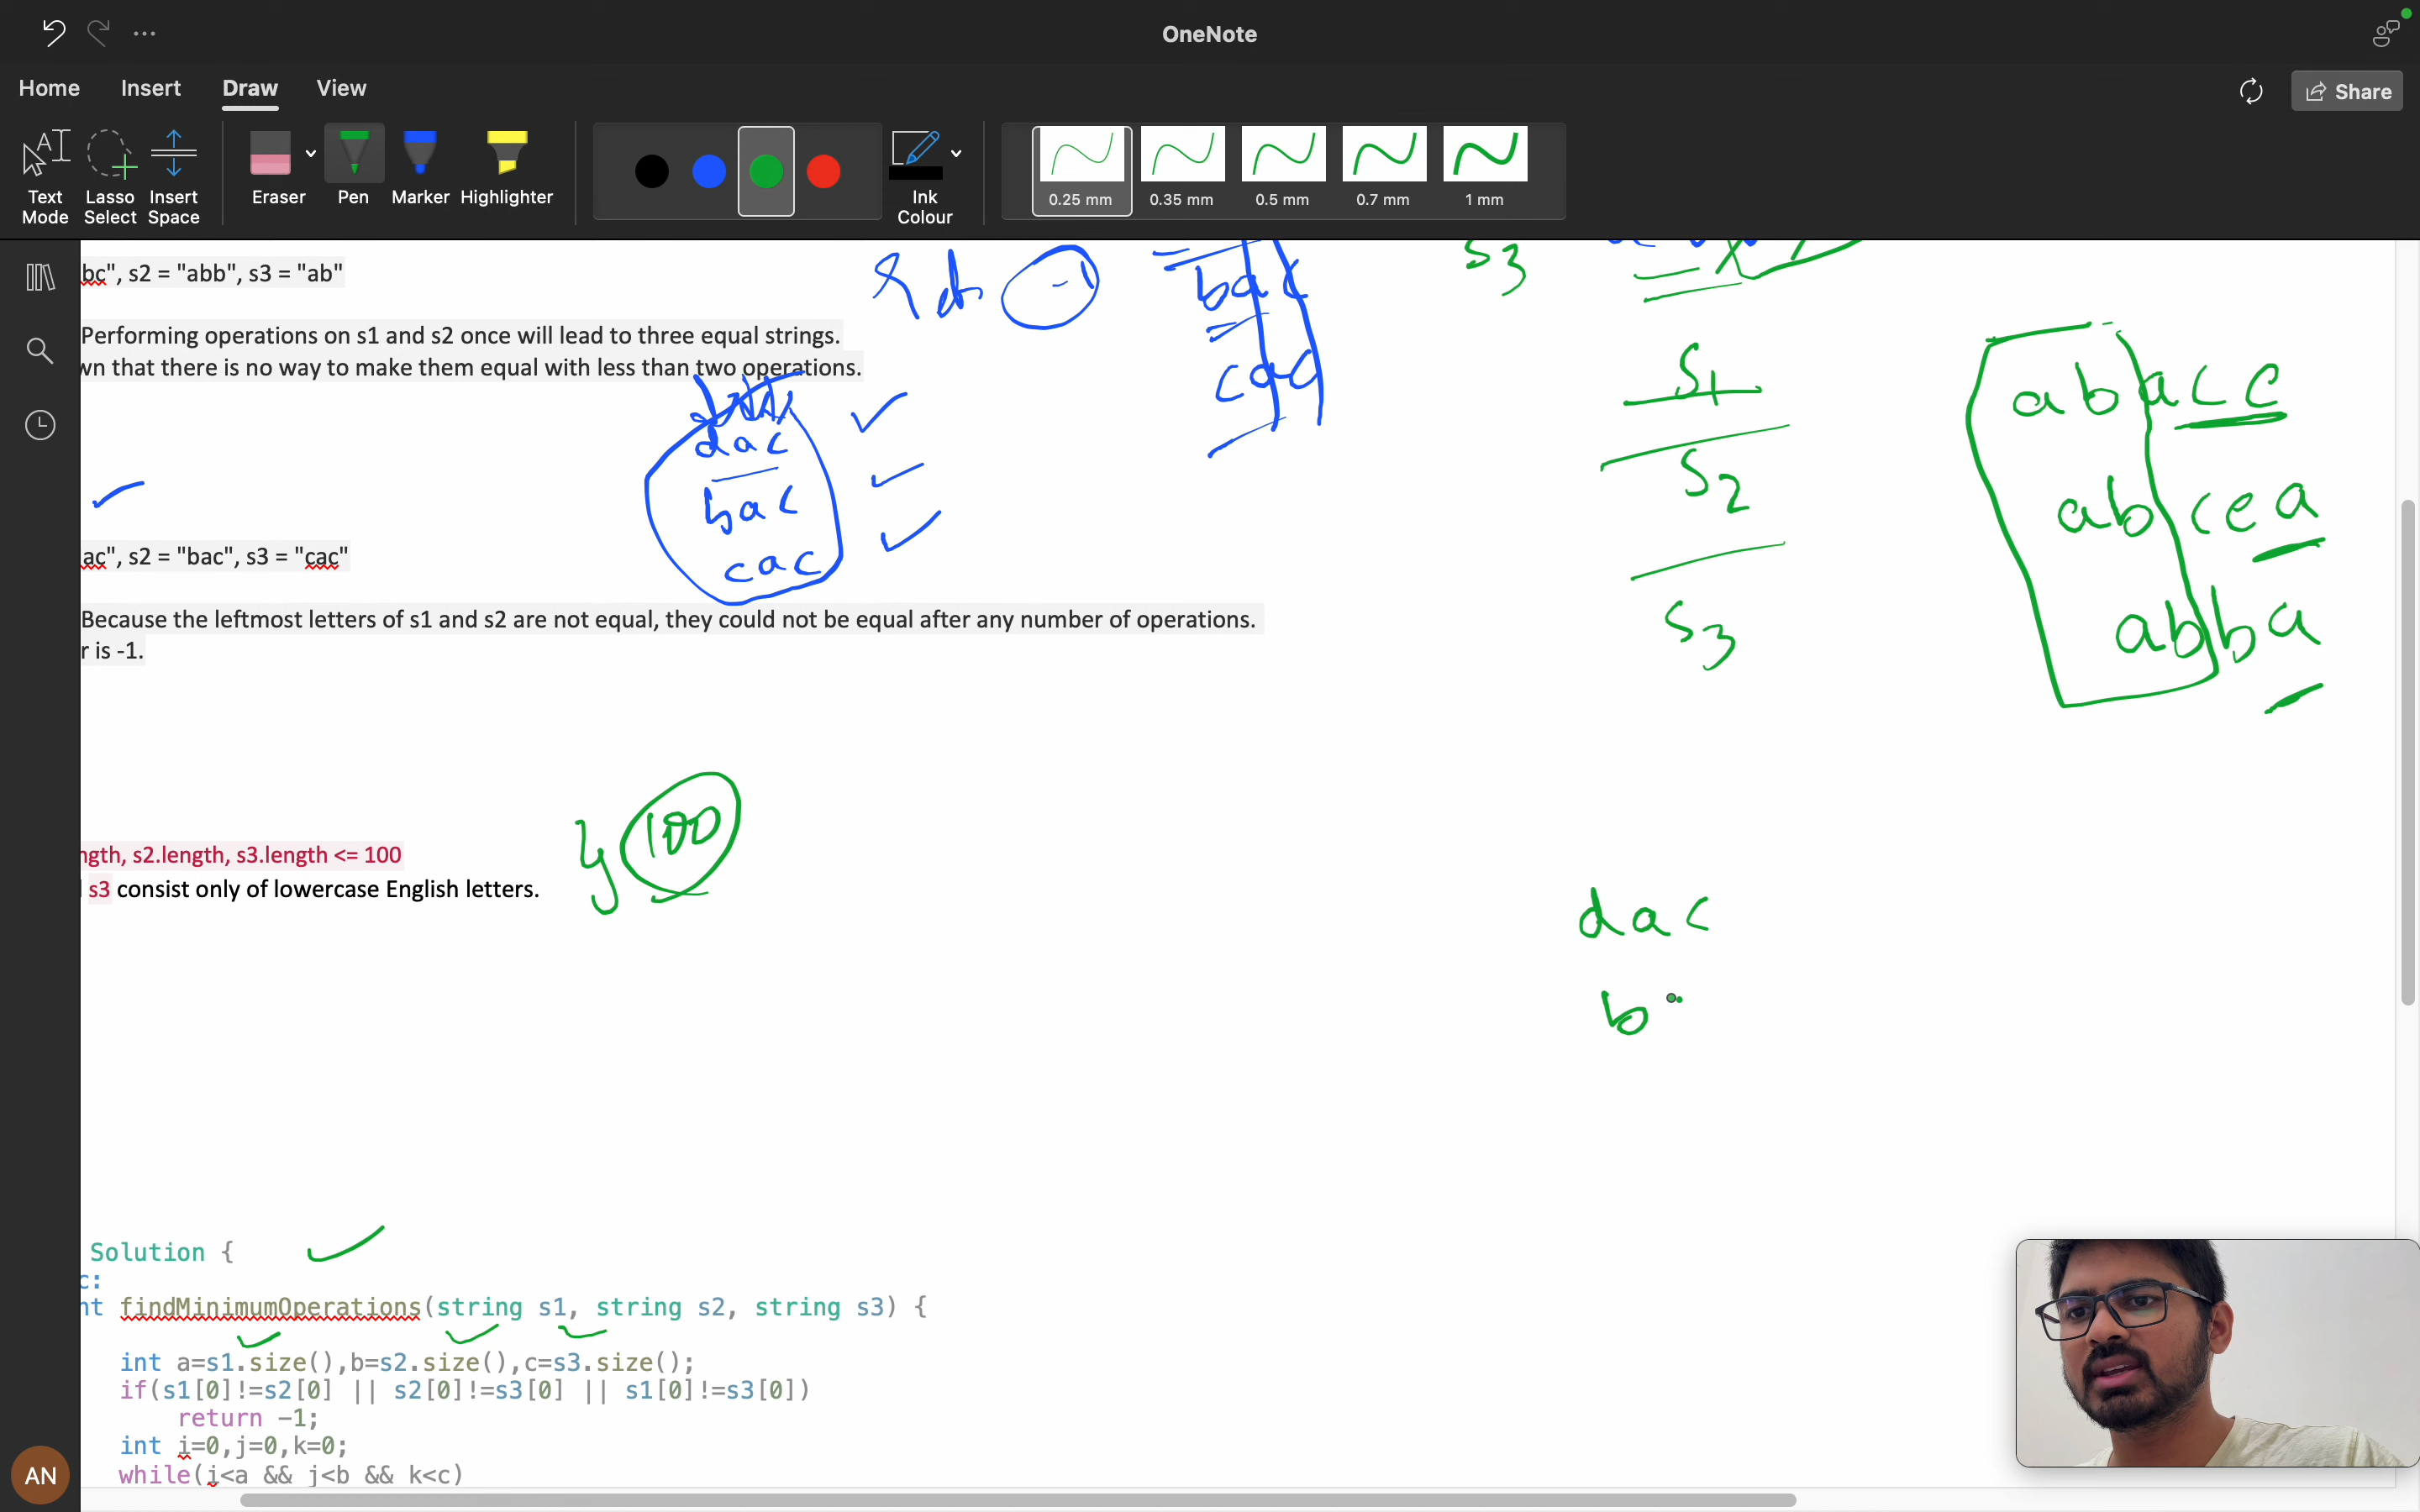 OneNote
Home Insert Draw View
Share
Text Mode
Lasso Select
Insert Space
Eraser
Pen
Marker
Highlighter
Ink Colour
0.25 mm
0.35 mm
0.5 mm
0.7 mm
1 mm
bc", s2 = "abb", s3 = "ab"
Performing operations on s1 and s2 once will lead to three equal strings.
wn that there is no way to make them equal with less than two operations.
ac", s2 = "bac", s3 = "cac"
Because the leftmost letters of s1 and s2 are not equal, they could not be equal after any number of operations.
r is -1.
ngth, s2.length, s3.length <= 100
s3 consist only of lowercase English letters.
-1
bac
cac
dac
bac
cac
s3
s1
s2
s3
abacc
abcea
abba
100
dac
b
Solution {
c:
nt findMinimumOperations(string s1, string s2, string s3) {
int a=s1.size(),b=s2.size(),c=s3.size();
if(s1[0]!=s2[0] || s2[0]!=s3[0] || s1[0]!=s3[0])
return -1;
int i=0,j=0,k=0;
while(i<a && j<b && k<c)
AN